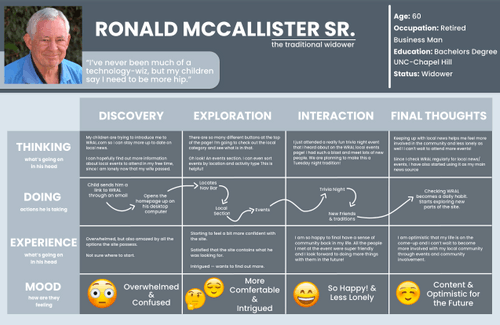 RONALD MCCALLISTER SR.
the traditional widower
"I've never been much of a
technology-wiz, but my children
say I need to be more hip."
Age: 60
Occupation: Retired
Business Man
Education: Bachelors Degree
UNC-Chapel Hill
Status: Widower
DISCOVERY
EXPLORATION
INTERACTION
FINAL THOUGHTS
THINKING
what's going on
in his head
My children are trying to introduce me to
WRAL.com so I can stay more up to date on
local news.
I can hopefully find out more information
about local events to attend in my free time,
since I am lonely now that my wife passed.
There are so many different buttons at the top
of the page! I'm going to check out the local
category and see what is in that.
Oh look! An events section, I can even sort
events by location and activity type. This is
helpful!
I just attended a really fun trivia night event
that I heard about on the WRAL local events
page! I had such a blast and meet lots of new
people. We are planning to make this a
Tuesday night tradition!
Keeping up with local news helps me feel more
involved in the community and less lonely as
well! I can't wait to attend more events!
Since I check WRAL regularly for local news/
events, I have also started using it as my main
news source
DOING
actions he is taking
Child sends him a
link to WRAL
through an email
Opens the
homepage up on
his desktop
computer
Locates
Nav Bar
Local
Section
Events
Trivia Night
New Friends
& Traditions
Checking WRAL
becomes a daily habit.
Starts exploring new
parts of the site.
EXPERIENCE
what's going on
in his head
Overwhelmed, but also amused by all the
options the site possess.
Not sure where to start.
Starting to feel a bit more confident with
the site.
Satisfied that the site contains what he
was looking for.
Intrigued -- wants to find out more.
I am so happy to find and have a sense of
community back in my life. All the people
I met at the event were super friendly
and I look forward to doing more things
with them in the future!
I am optimistic that my life is on the
come-up and I can't wait to become
more involved with my local community
through events and community
involvement.
MOOD
how are they
feeling
Overwhelmed
&
Confused
More
Comfortable
&
Intrigued
So Happy! &
Less Lonely
Content &
Optimistic for
the Future